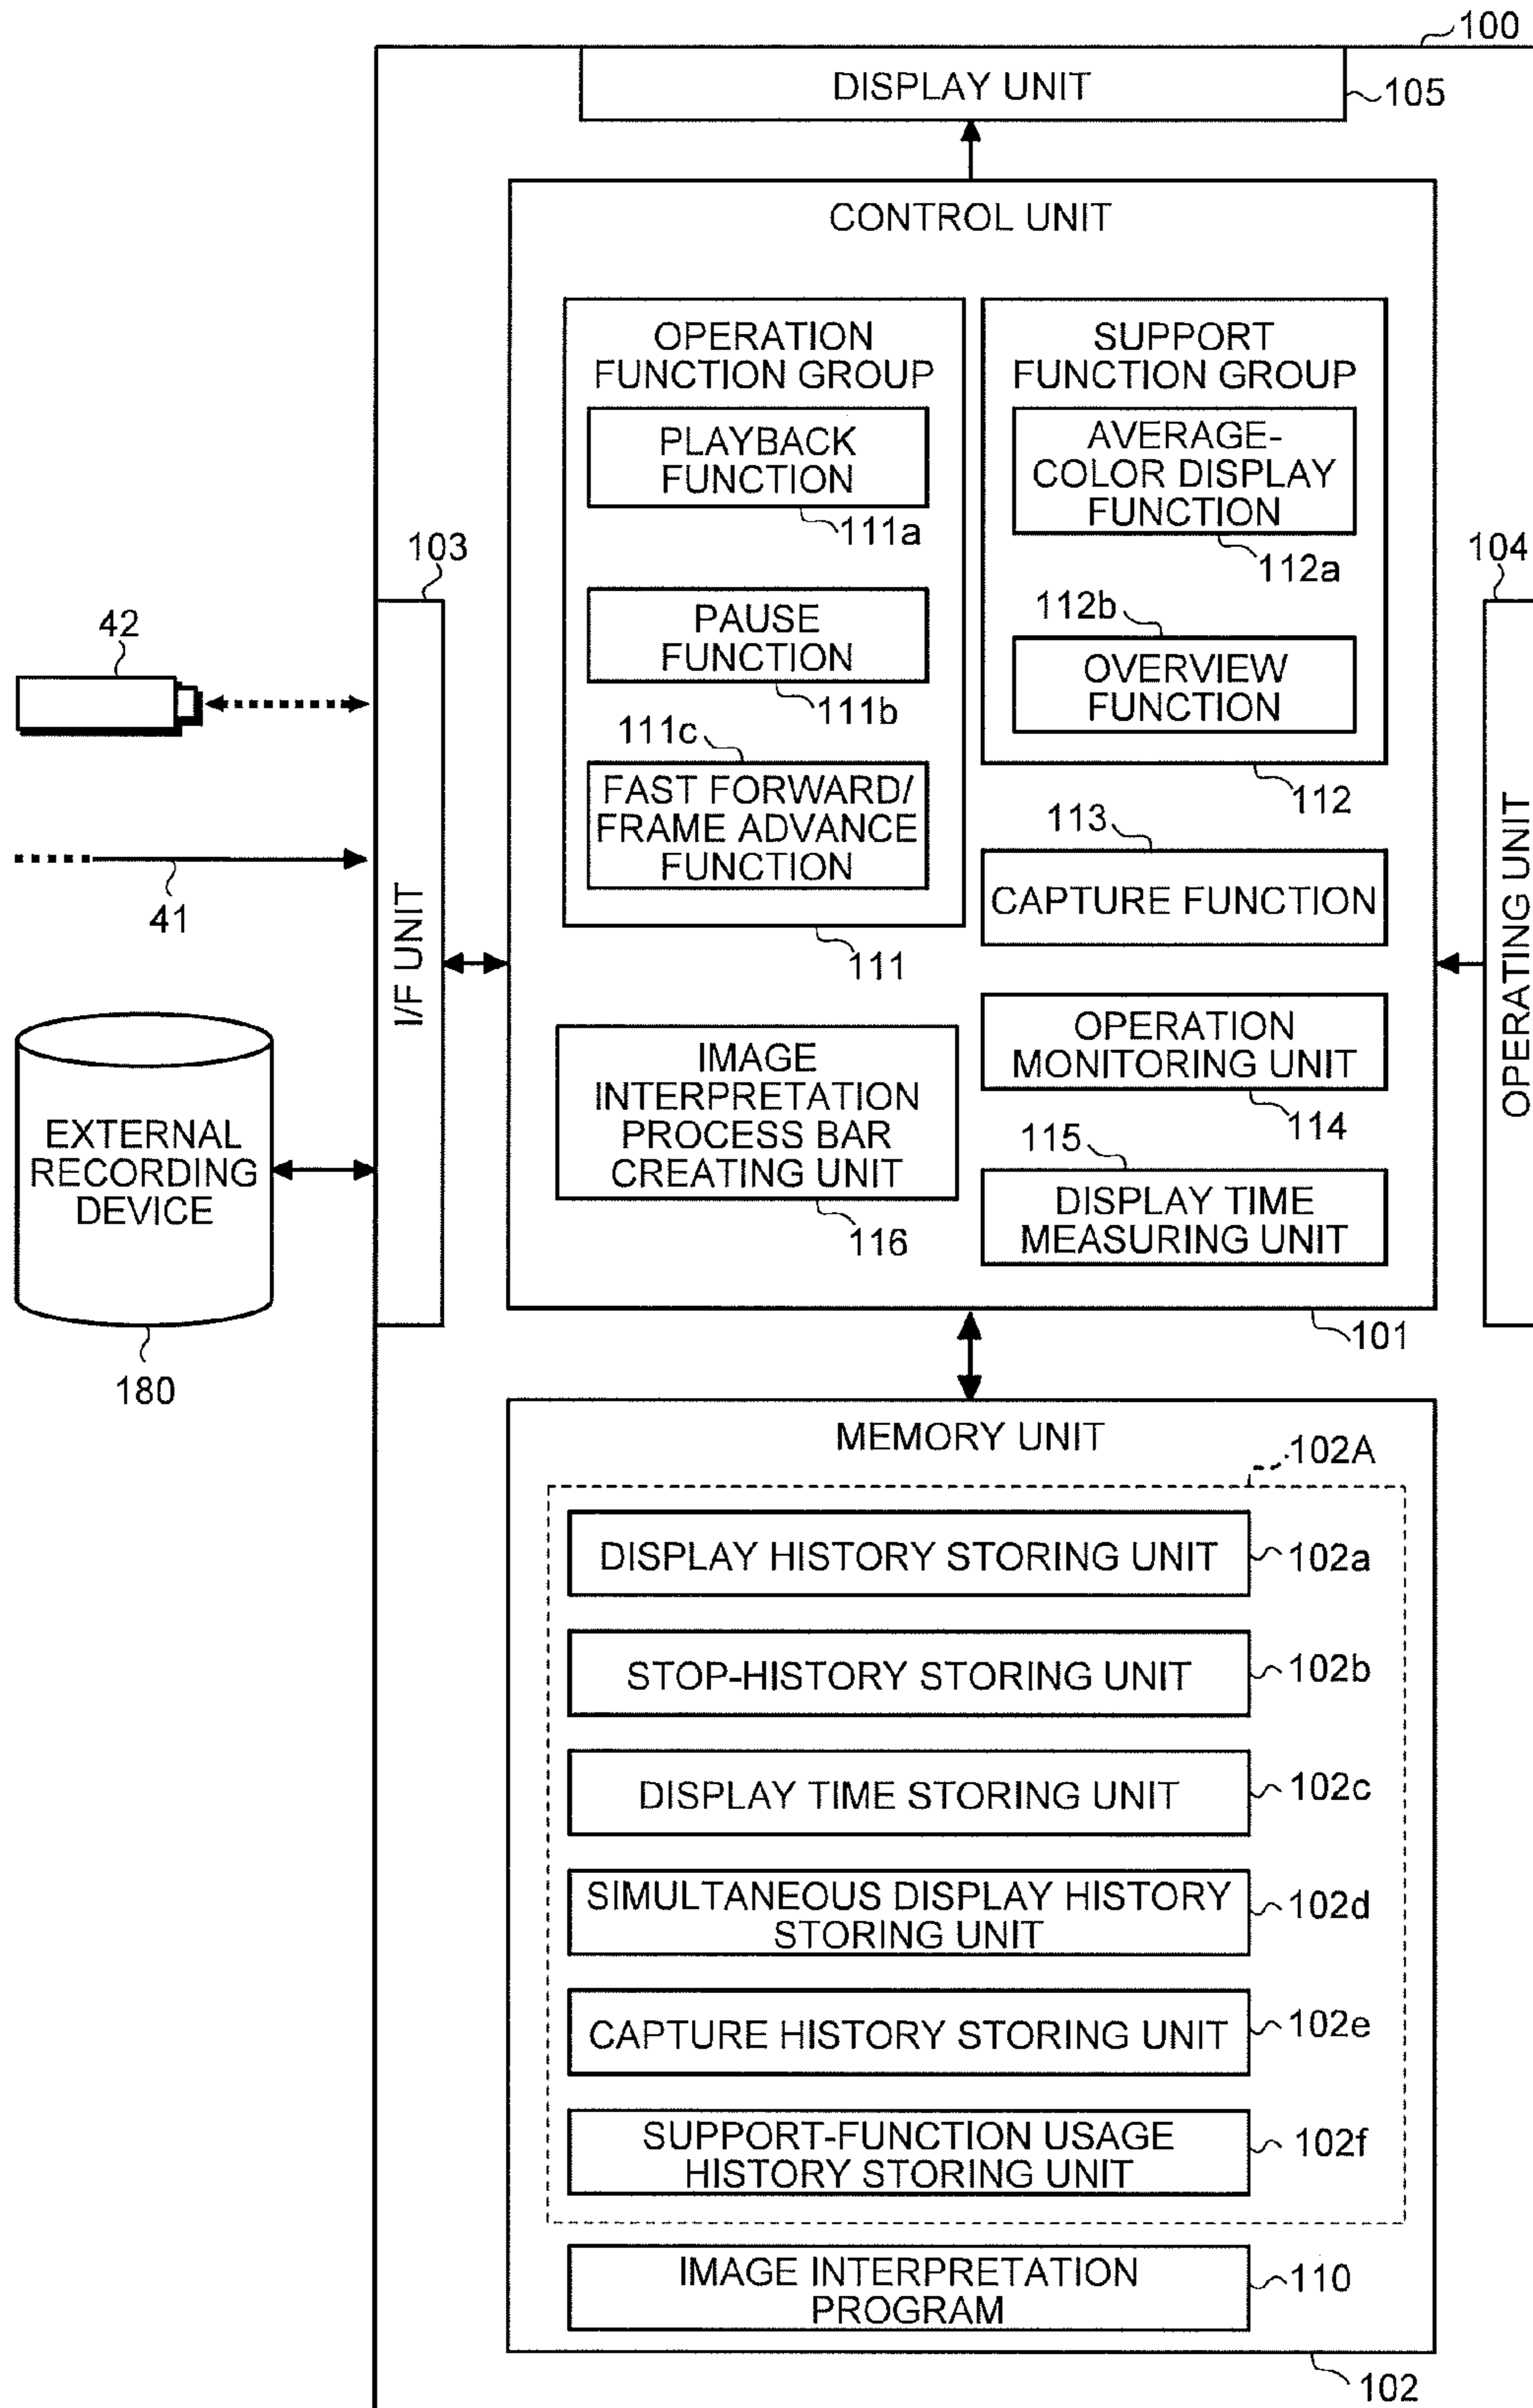 100
DISPLAY UNIT
105
CONTROL UNIT
OPERATION
FUNCTION GROUP
PLAYBACK
FUNCTION
111a
PAUSE
FUNCTION
111b
111c
FAST FORWARD/
FRAME ADVANCE
FUNCTION
111
SUPPORT
FUNCTION GROUP
AVERAGE-
COLOR DISPLAY
FUNCTION
112a
112b
OVERVIEW
FUNCTION
112
113
CAPTURE FUNCTION
OPERATION
MONITORING UNIT
114
115
DISPLAY TIME
MEASURING UNIT
IMAGE
INTERPRETATION
PROCESS BAR
CREATING UNIT
116
101
103
I/F UNIT
104
OPERATING UNIT
42
41
EXTERNAL
RECORDING
DEVICE
180
MEMORY UNIT
102A
DISPLAY HISTORY STORING UNIT
102a
STOP-HISTORY STORING UNIT
102b
DISPLAY TIME STORING UNIT
102c
SIMULTANEOUS DISPLAY HISTORY
STORING UNIT
102d
CAPTURE HISTORY STORING UNIT
102e
SUPPORT-FUNCTION USAGE
HISTORY STORING UNIT
102f
IMAGE INTERPRETATION
PROGRAM
110
102